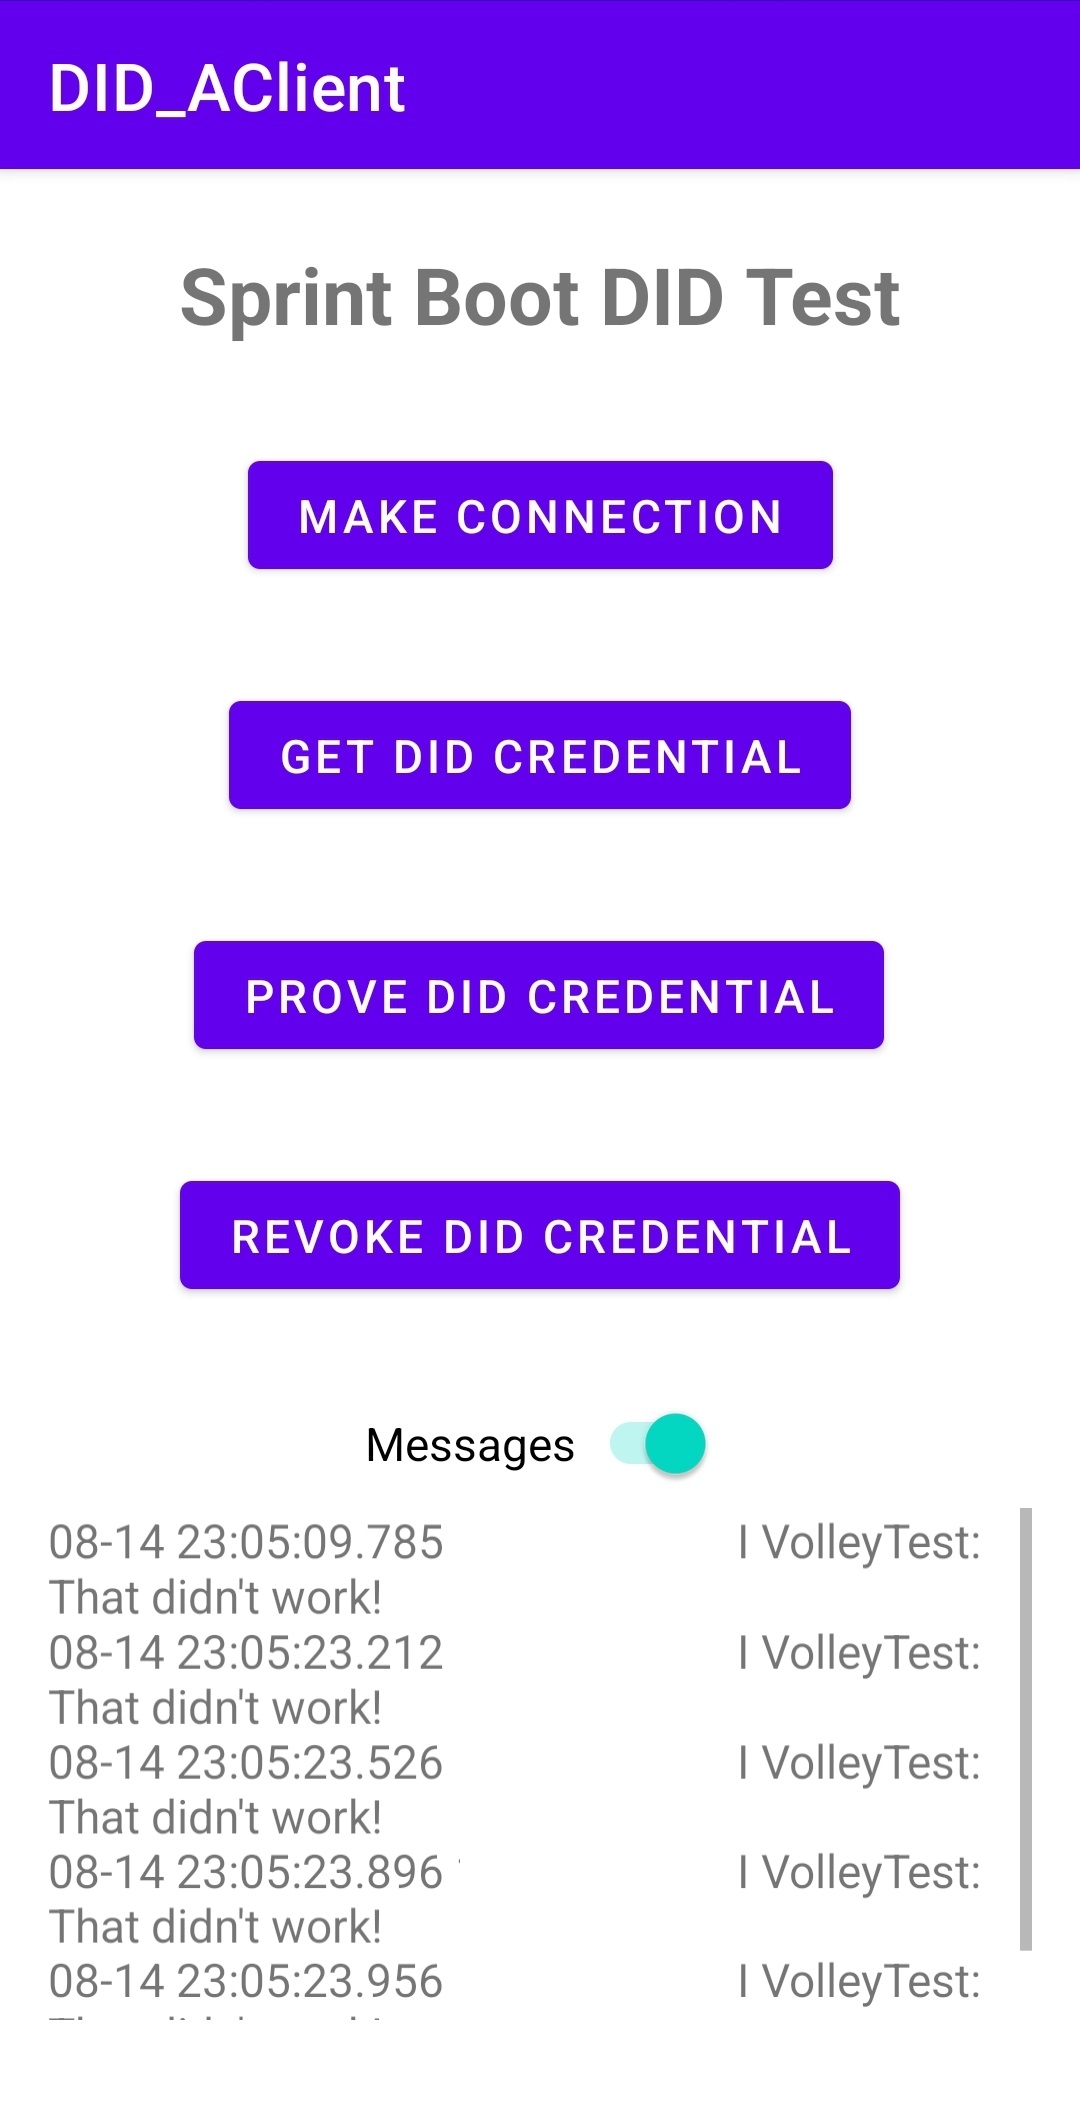 DID_AClient
Sprint Boot DID Test
MAKE CONNECTION
GET DID CREDENTIAL
PROVE DID CREDENTIAL
REVOKE DID CREDENTIAL
Messages
08-14 23:05:09.785 I VolleyTest:
That didn't work!
08-14 23:05:23.212 I VolleyTest:
That didn't work!
08-14 23:05:23.526 I VolleyTest:
That didn't work!
08-14 23:05:23.896 I VolleyTest:
That didn't work!
08-14 23:05:23.956 I VolleyTest: